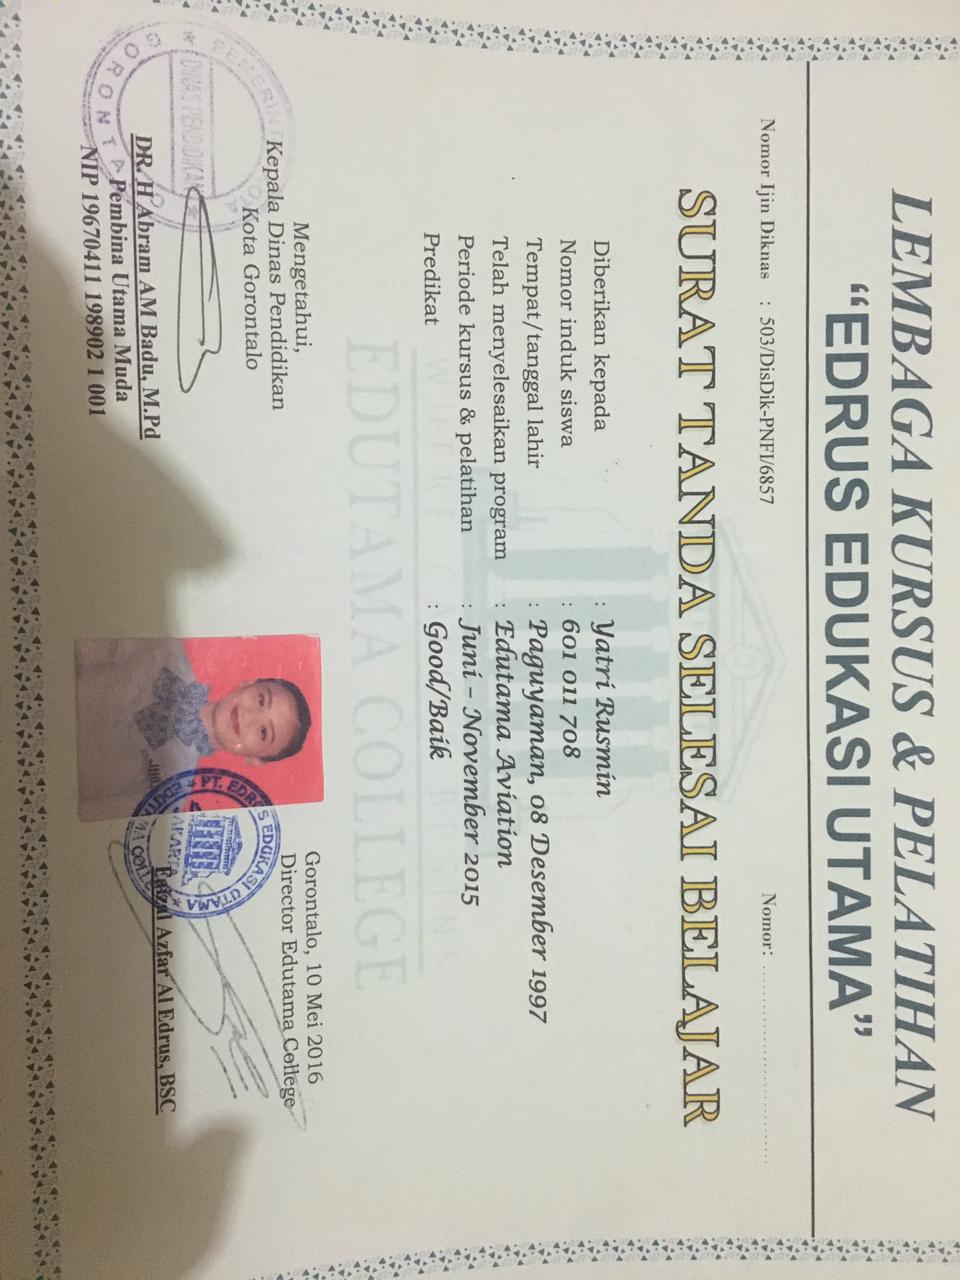 LEMBAGA KURSUS & PELATIHAN
“EDRUS EDUKASI UTAMA”
Nomor Ijin Diknas : 503/DisDik-PNFI/6857
Nomor: ....................................
SURAT TANDA SELESAI BELAJAR
Diberikan kepada : Yatri Rusmin
Nomor induk siswa : 601 011 708
Tempat/tanggal lahir : Paguyaman, 08 Desember 1997
Telah menyelesaikan program : Edutama Aviation
Periode kursus & pelatihan : Juni – November 2015
Predikat : Good/Baik
EDUTAMA COLLEGE
Mengetahui,
Kepala Dinas Pendidikan
Kota Gorontalo
DINAS PENDIDIKAN
GORONTALO
DR. H Abram AM Badu, M.Pd
Pembina Utama Muda
NIP 19670411 198902 1 001
Gorontalo, 10 Mei 2016
Director Edutama College
PT. EDRUS EDUKASI UTAMA
JAKARTA
Faizal Azfar Al Edrus, BSC